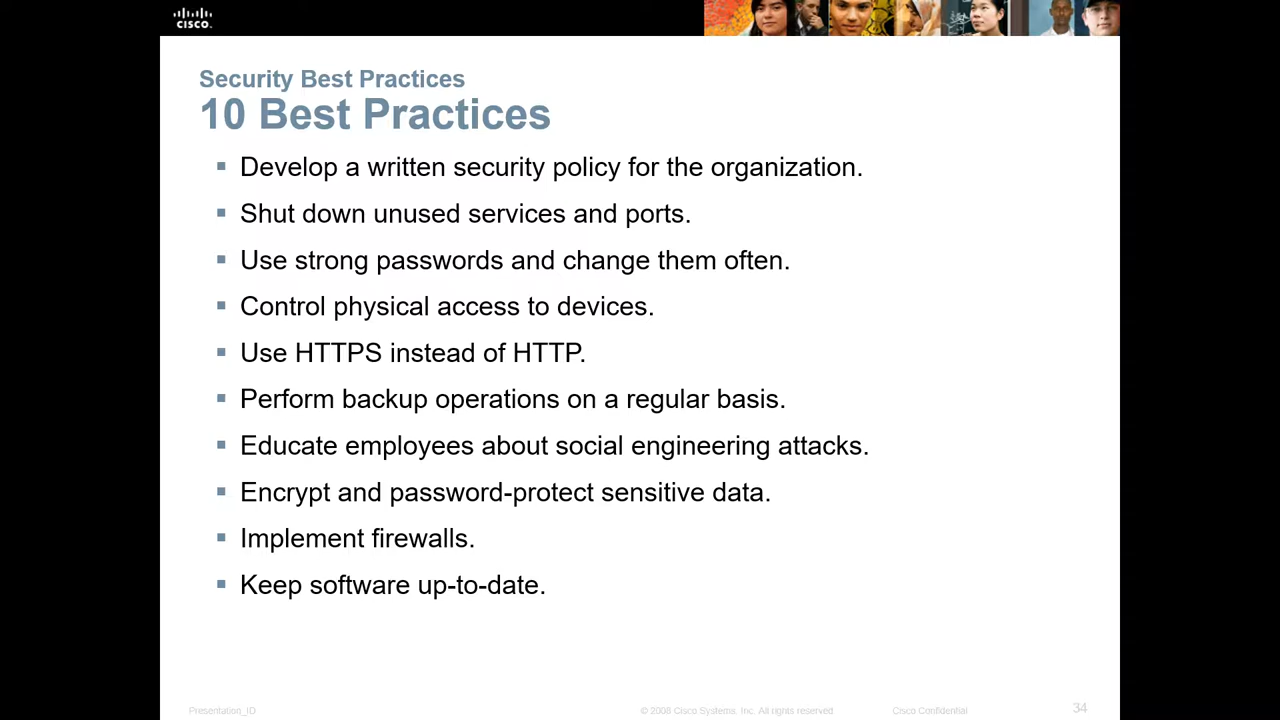 CISCO
Security Best Practices
10 Best Practices
Develop a written security policy for the organization.
Shut down unused services and ports.
Use strong passwords and change them often.
Control physical access to devices.
Use HTTPS instead of HTTP.
Perform backup operations on a regular basis.
Educate employees about social engineering attacks.
Encrypt and password-protect sensitive data.
Implement firewalls.
Keep software up-to-date.
Presentation_ID © 2008 Cisco Systems, Inc. All rights reserved Cisco Confidential 34